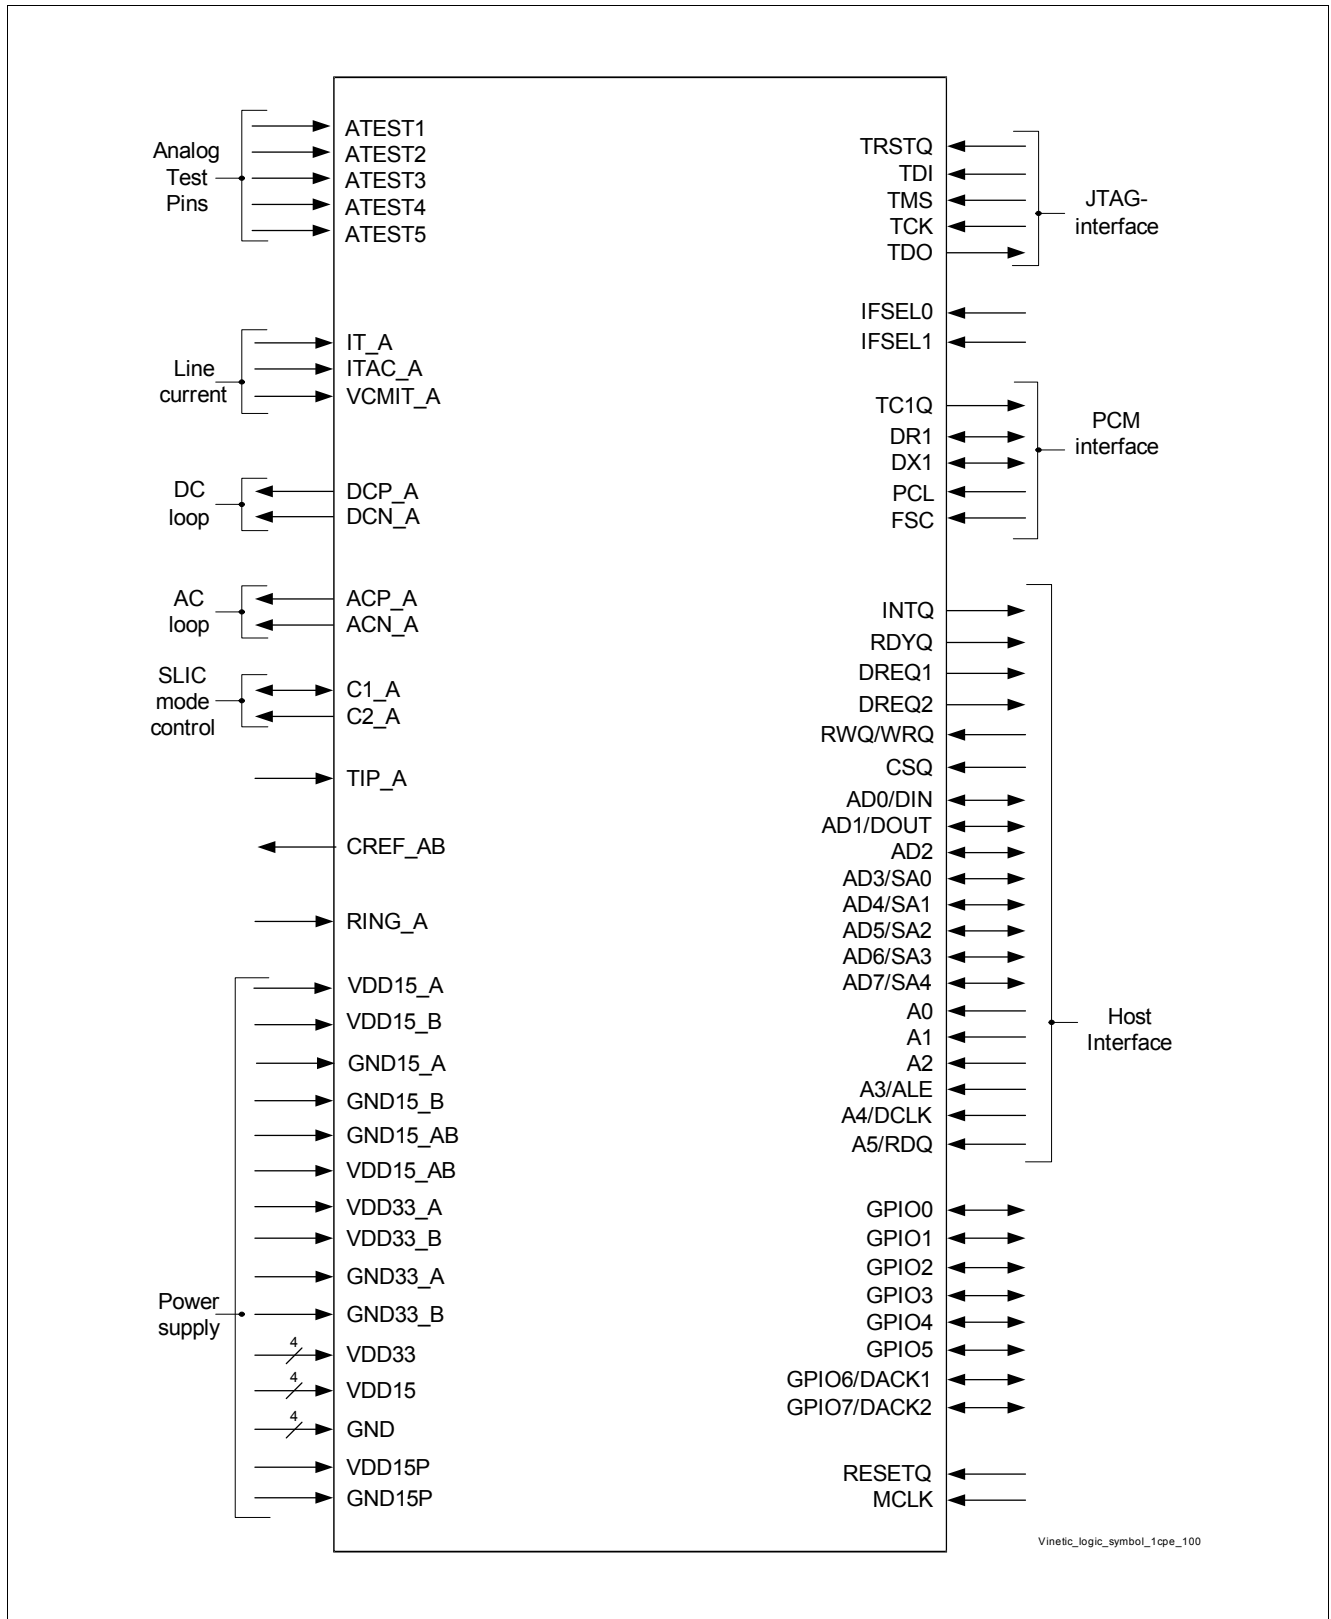 Analog
Test
Pins
ATEST1
ATEST2
ATEST3
ATEST4
ATEST5
Line
current
IT_A
ITAC_A
VCMIT_A
DC
loop
DCP_A
DCN_A
AC
loop
ACP_A
ACN_A
SLIC
mode
control
C1_A
C2_A
TIP_A
CREF_AB
RING_A
Power
supply
VDD15_A
VDD15_B
GND15_A
GND15_B
GND15_AB
VDD15_AB
VDD33_A
VDD33_B
GND33_A
GND33_B
4
VDD33
4
VDD15
4
GND
VDD15P
GND15P
TRSTQ
TDI
TMS
TCK
TDO
JTAG-
interface
IFSEL0
IFSEL1
TC1Q
DR1
DX1
PCL
FSC
PCM
interface
INTQ
RDYQ
DREQ1
DREQ2
RWQ/WRQ
CSQ
AD0/DIN
AD1/DOUT
AD2
AD3/SA0
AD4/SA1
AD5/SA2
AD6/SA3
AD7/SA4
A0
A1
A2
A3/ALE
A4/DCLK
A5/RDQ
Host
Interface
GPIO0
GPIO1
GPIO2
GPIO3
GPIO4
GPIO5
GPIO6/DACK1
GPIO7/DACK2
RESETQ
MCLK
Vinetic_logic_symbol_1cpe_100